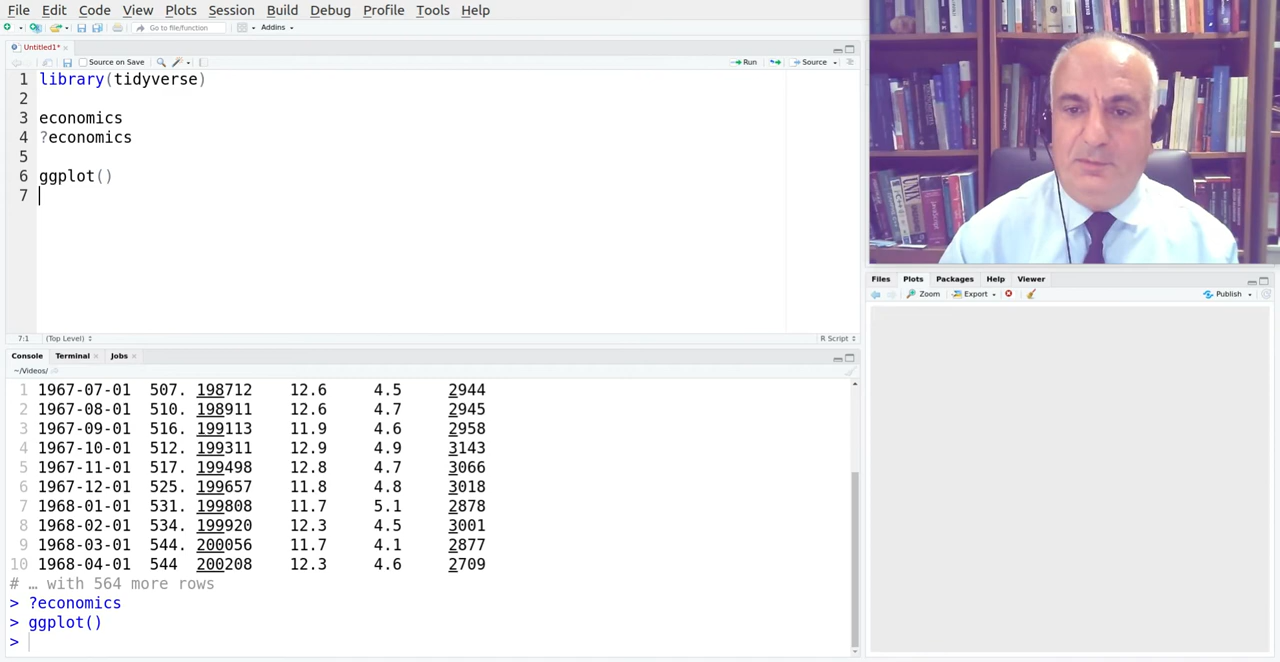 File Edit Code View Plots Session Build Debug Profile Tools Help
Go to file/function Addins
Untitled1*
Source on Save Run Source
1 library(tidyverse)
2
3 economics
4 ?economics
5
6 ggplot()
7
7:1 (Top Level) R Script
Console Terminal Jobs
~/Videos/
1 1967-07-01 507. 198712 12.6 4.5 2944
2 1967-08-01 510. 198911 12.6 4.7 2945
3 1967-09-01 516. 199113 11.9 4.6 2958
4 1967-10-01 512. 199311 12.9 4.9 3143
5 1967-11-01 517. 199498 12.8 4.7 3066
6 1967-12-01 525. 199657 11.8 4.8 3018
7 1968-01-01 531. 199808 11.7 5.1 2878
8 1968-02-01 534. 199920 12.3 4.5 3001
9 1968-03-01 544. 200056 11.7 4.1 2877
10 1968-04-01 544 200208 12.3 4.6 2709
# … with 564 more rows
> ?economics
> ggplot()
>
Files Plots Packages Help Viewer
Zoom Export Publish
UNIX
JavaScript